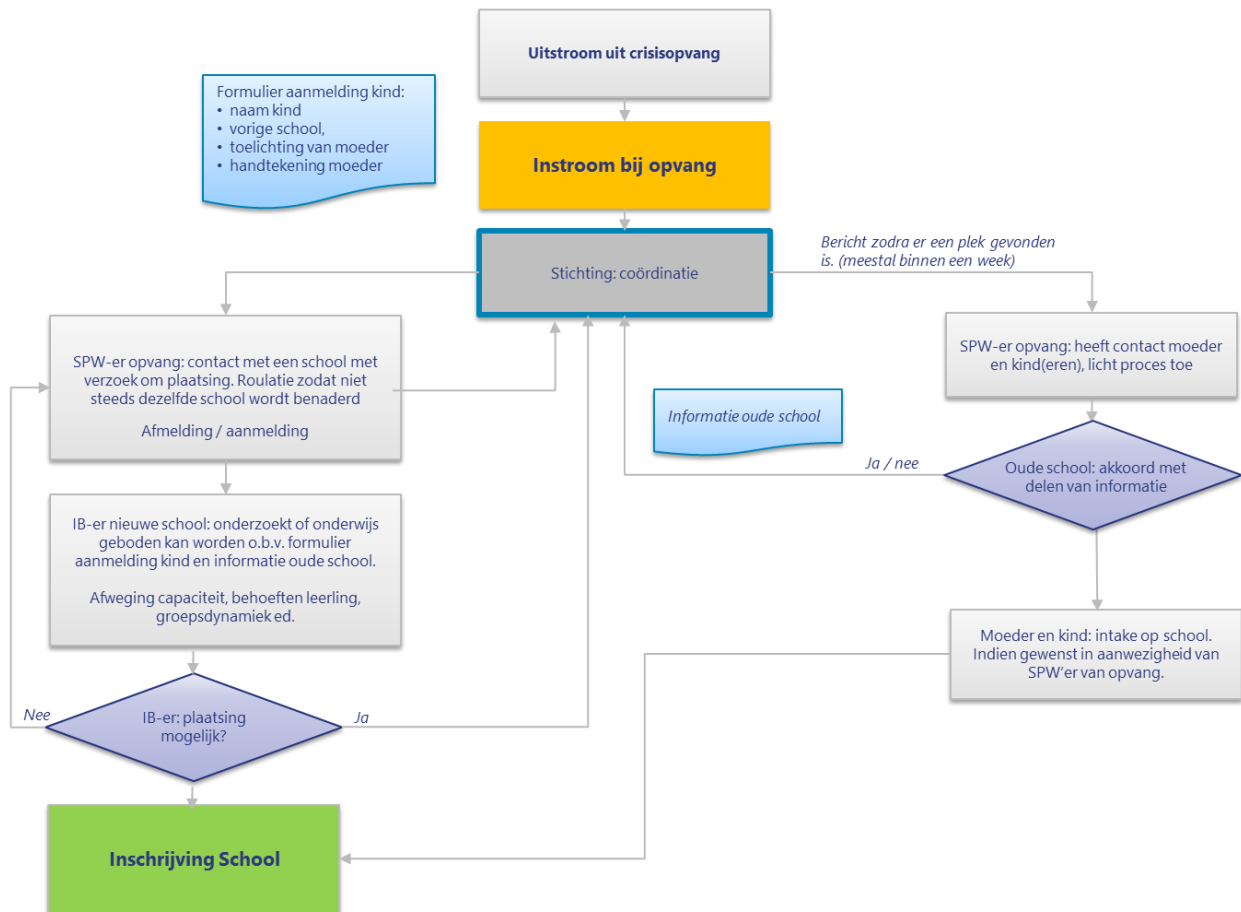 Uitstroom uit crisisopvang
Formulier aanmelding kind:
• naam kind
• vorige school,
• toelichting van moeder
• handtekening moeder
Instroom bij opvang
Stichting: coördinatie
Bericht zodra er een plek gevonden
is. (meestal binnen een week)
SPW-er opvang: contact met een school met
verzoek om plaatsing. Roulatie zodat niet
steeds dezelfde school wordt benaderd
Afmelding / aanmelding
SPW-er opvang: heeft contact moeder
en kind(eren), licht proces toe
Informatie oude school
Ja / nee
Oude school: akkoord met
delen van informatie
IB-er nieuwe school: onderzoekt of onderwijs
geboden kan worden o.b.v. formulier
aanmelding kind en informatie oude school.
Afweging capaciteit, behoeften leerling,
groepsdynamiek ed.
Moeder en kind: intake op school.
Indien gewenst in aanwezigheid van
SPW'er van opvang.
Nee
IB-er: plaatsing
mogelijk?
Ja
Inschrijving School